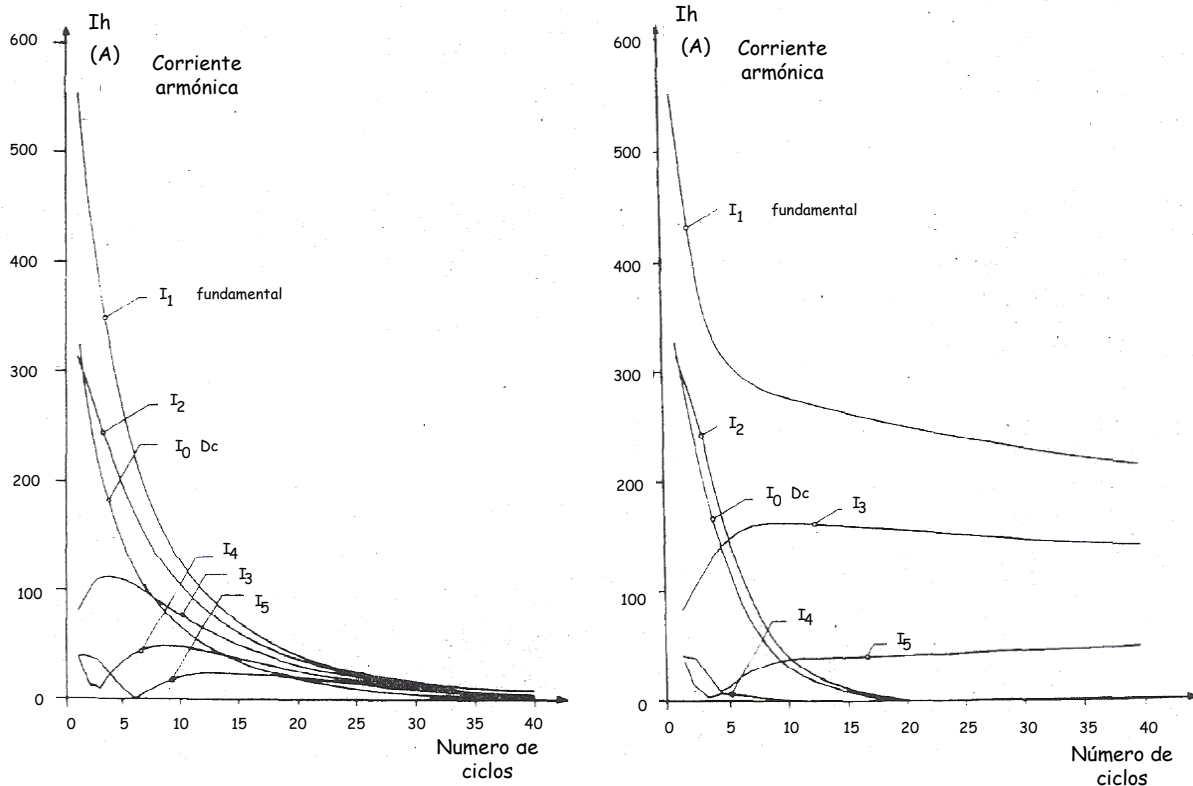 Ih
(A)
Corriente
armónica
600
500
400
300
200
100
0
I1 fundamental
I2
I0 Dc
I4
I3
I5
0 5 10 15 20 25 30 35 40
Numero de
ciclos
Ih
(A)
Corriente
armónica
600
500
400
300
200
100
0
I1 fundamental
I2
I0 Dc
I3
I4
I5
0 5 10 15 20 25 30 35 40
Número de
ciclos